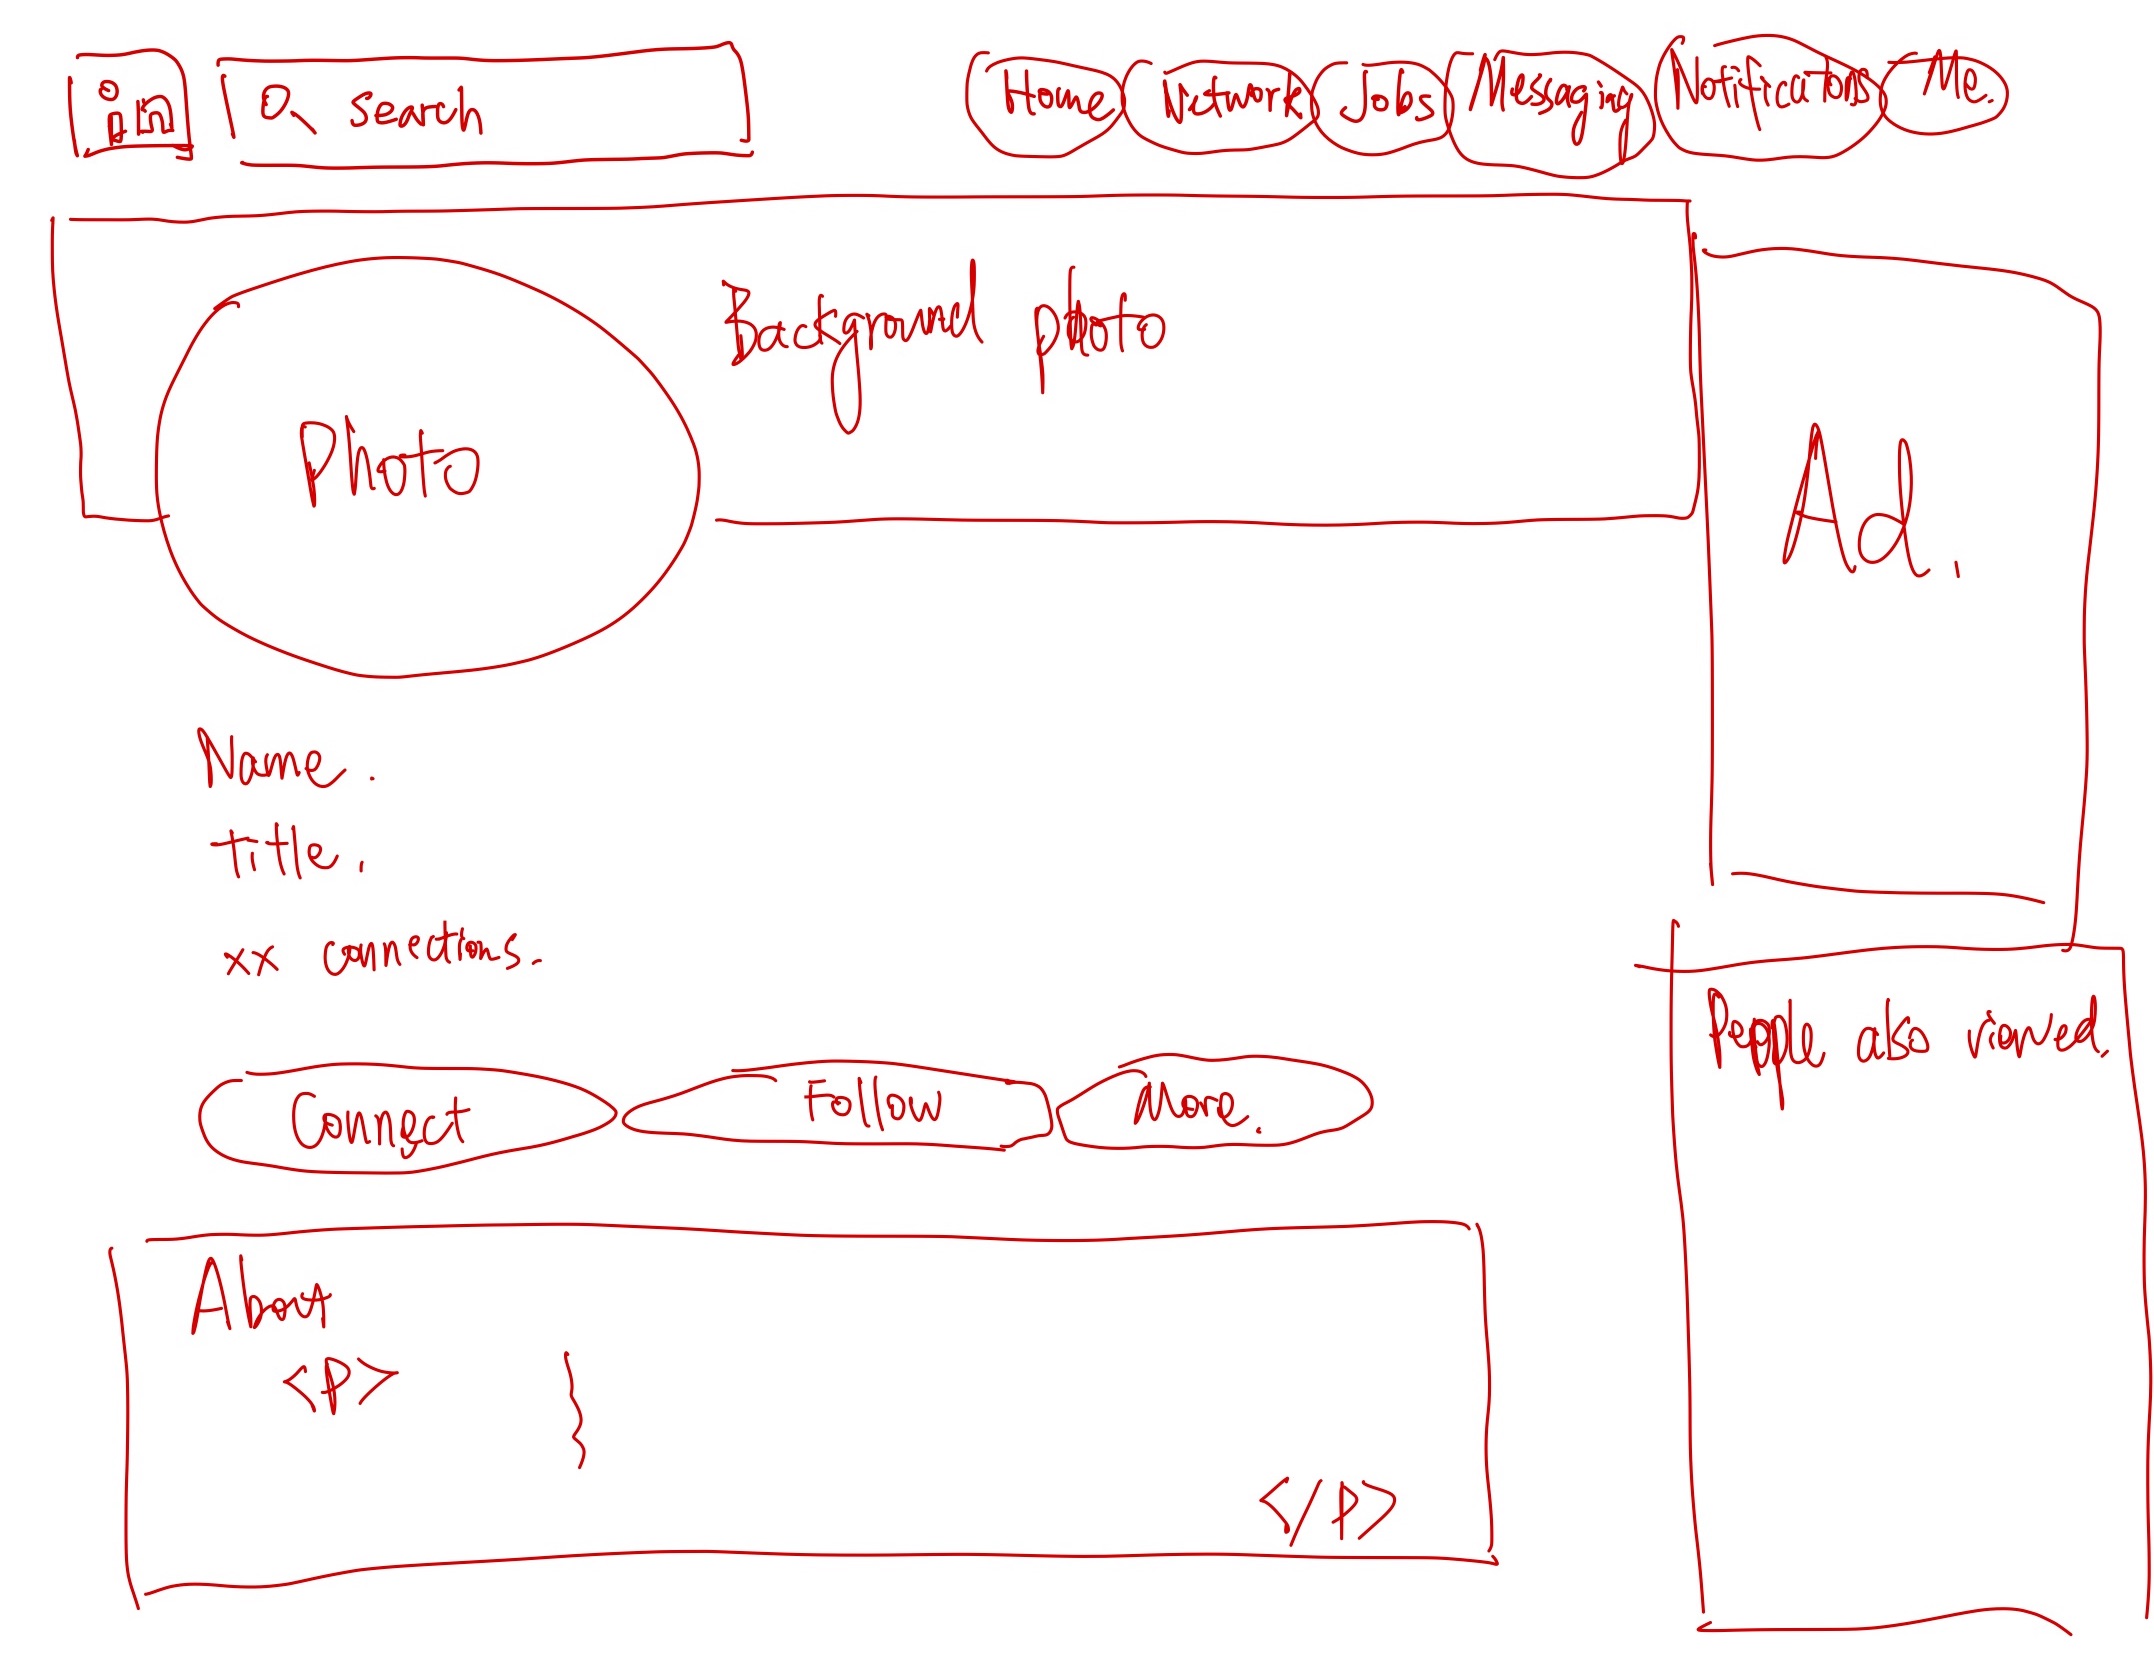 in
search
Home Network Jobs Messaging Notifications Me.
Background photo
Photo
Ad.
Name.
Title.
xx connections.
People also viewed.
Connect Follow More.
About
<P>
</P>